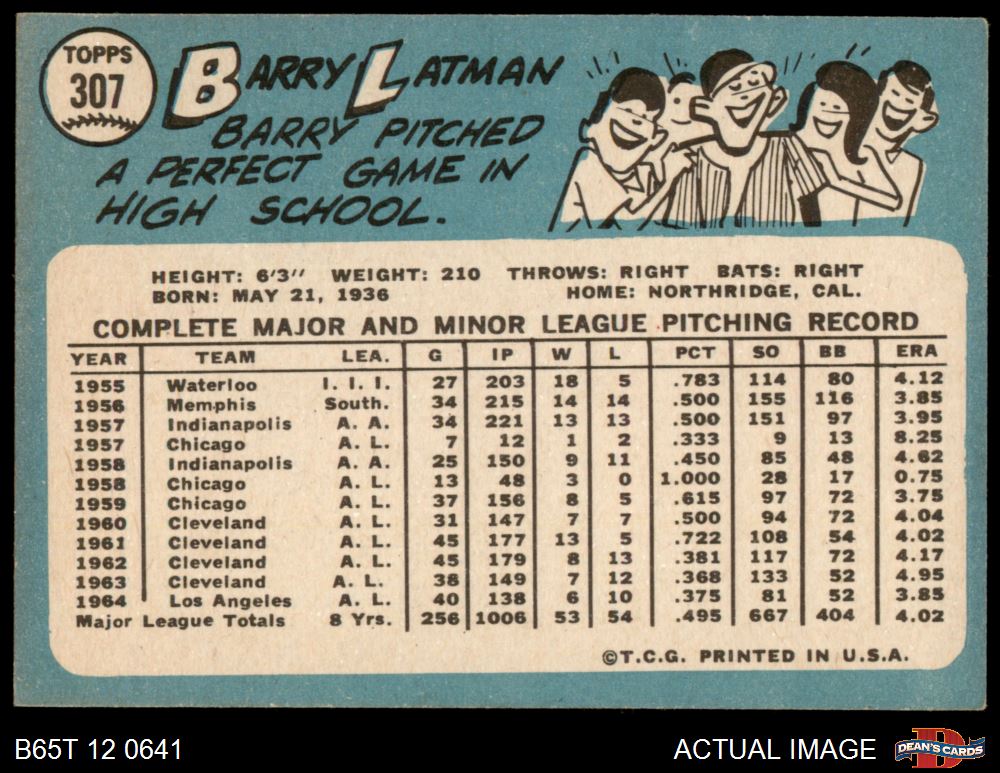 TOPPS
307
BARRY LATMAN
BARRY PITCHED
A PERFECT GAME IN
HIGH SCHOOL.
HEIGHT: 6'3" WEIGHT: 210 THROWS: RIGHT BATS: RIGHT
BORN: MAY 21, 1936 HOME: NORTHRIDGE, CAL.
COMPLETE MAJOR AND MINOR LEAGUE PITCHING RECORD
YEAR TEAM LEA. G IP W L PCT SO BB ERA
1955 Waterloo I. I. I. 27 203 18 5 .783 114 80 4.12
1956 Memphis South. 34 215 14 14 .500 155 116 3.85
1957 Indianapolis A. A. 34 221 13 13 .500 151 97 3.95
1957 Chicago A. L. 7 12 1 2 .333 9 13 8.25
1958 Indianapolis A. A. 25 150 9 11 .450 85 48 4.62
1958 Chicago A. L. 13 48 3 0 1.000 28 17 0.75
1959 Chicago A. L. 37 156 8 5 .615 97 72 3.75
1960 Cleveland A. L. 31 147 7 7 .500 94 72 4.04
1961 Cleveland A. L. 45 177 13 5 .722 108 54 4.02
1962 Cleveland A. L. 45 179 8 13 .381 117 72 4.17
1963 Cleveland A. L. 38 149 7 12 .368 133 52 4.95
1964 Los Angeles A. L. 40 138 6 10 .375 81 52 3.85
Major League Totals 8 Yrs. 256 1006 53 54 .495 667 404 4.02
©T.C.G. PRINTED IN U.S.A.
B65T 12 0641 ACTUAL IMAGE DEAN'S CARDS